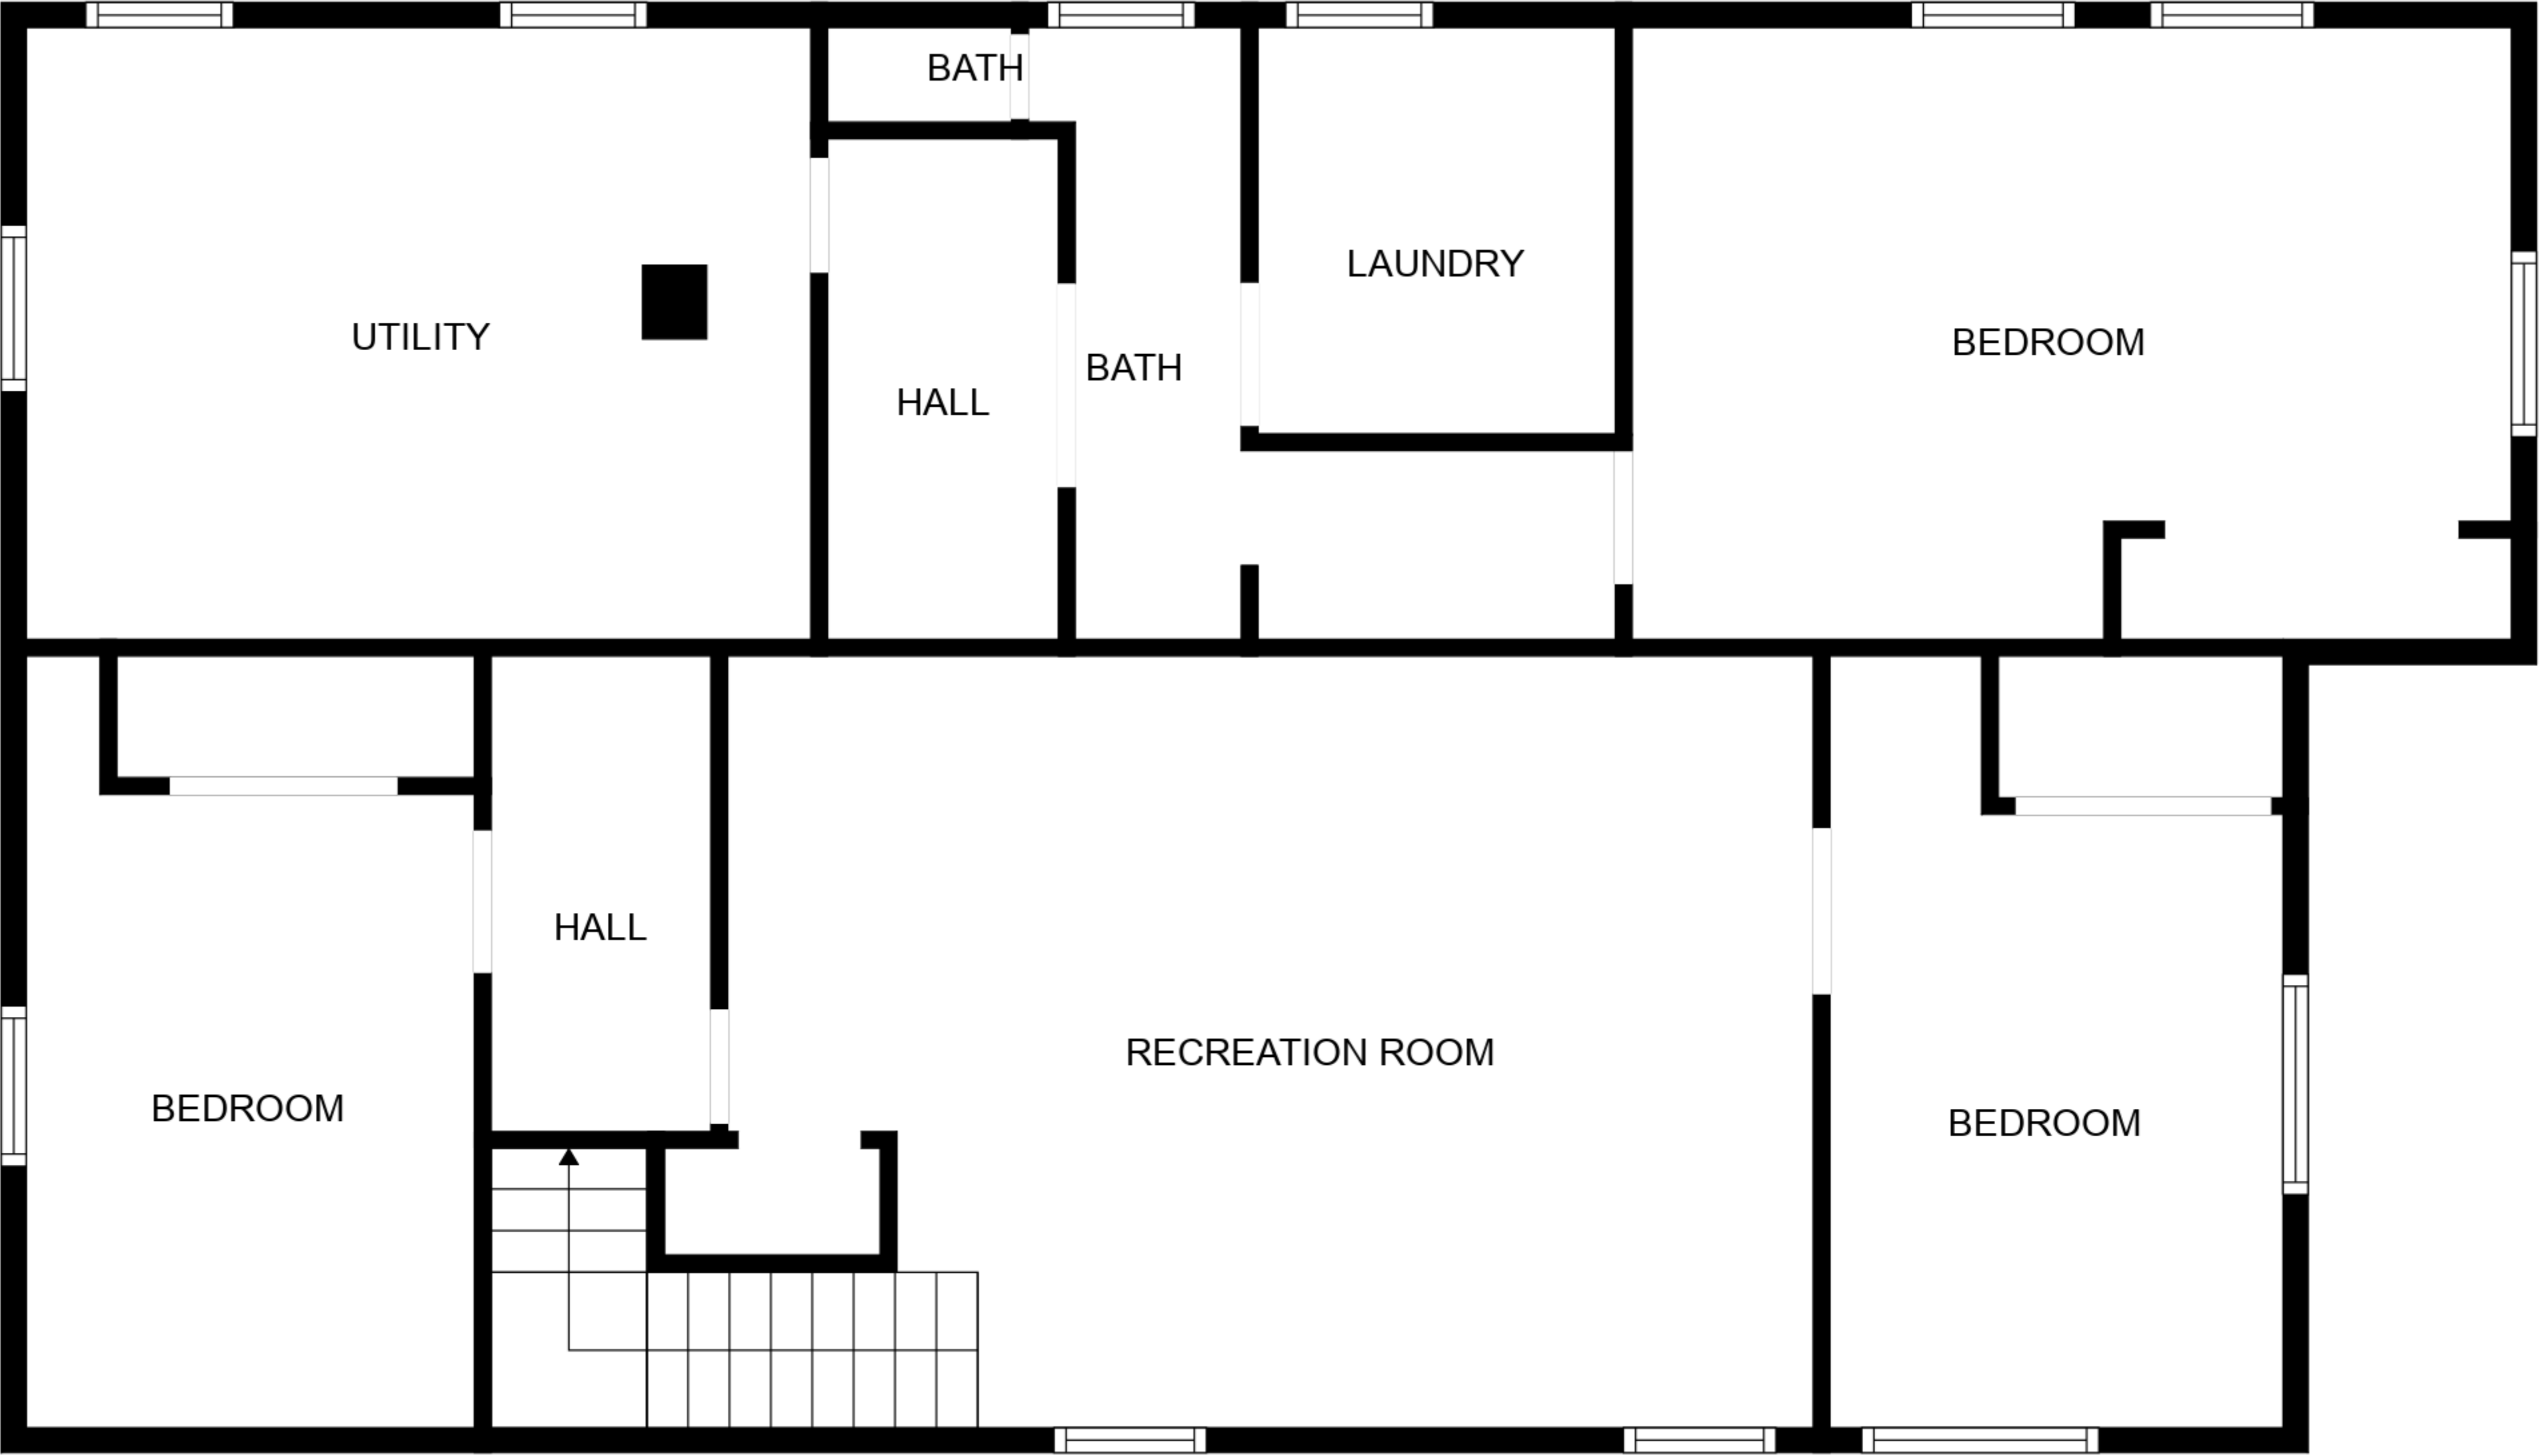 BATH
LAUNDRY
UTILITY
BEDROOM
BATH
HALL
HALL
RECREATION ROOM
BEDROOM
BEDROOM